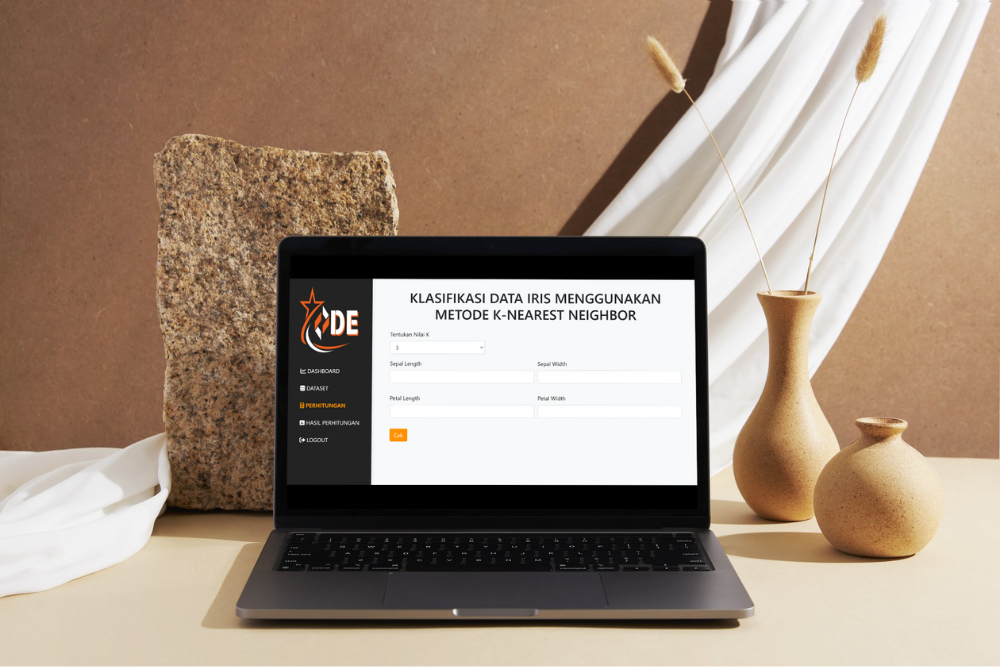 KLASIFIKASI DATA IRIS MENGGUNAKAN
METODE K-NEAREST NEIGHBOR
DE
DASHBOARD
DATASET
PERHITUNGAN
HASIL PERHITUNGAN
LOGOUT
Tentukan Nilai K
3
Sepal Length
Sepal Width
Petal Length
Petal Width
Cek